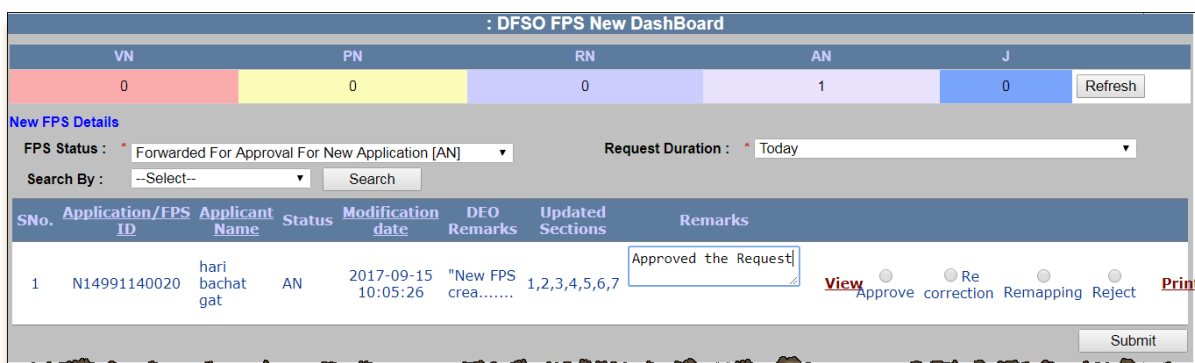 : DFSO FPS New DashBoard
VN PN RN AN J
0 0 0 1 0 Refresh
New FPS Details
FPS Status : * Forwarded For Approval For New Application [AN] Request Duration : * Today
Search By : --Select-- Search
SNo. Application/FPS ID Applicant Name Status Modification date DEO Remarks Updated Sections Remarks
1 N14991140020 hari bachat gat AN 2017-09-15 10:05:26 "New FPS crea....... 1,2,3,4,5,6,7 Approved the Request View Approve Re correction Remapping Reject Print
Submit